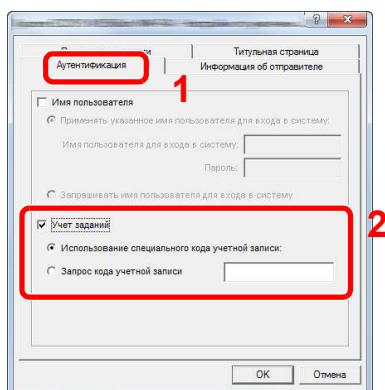 Титульная страница
Аутентификация
Информация об отправителе
1
Имя пользователя
Применять указанное имя пользователя для входа в систему:
Имя пользователя для входа в систему:
Пароль:
Запрашивать имя пользователя для входа в систему
2
Учет заданий
Использование специального кода учетной записи:
Запрос кода учетной записи
OK
Отмена